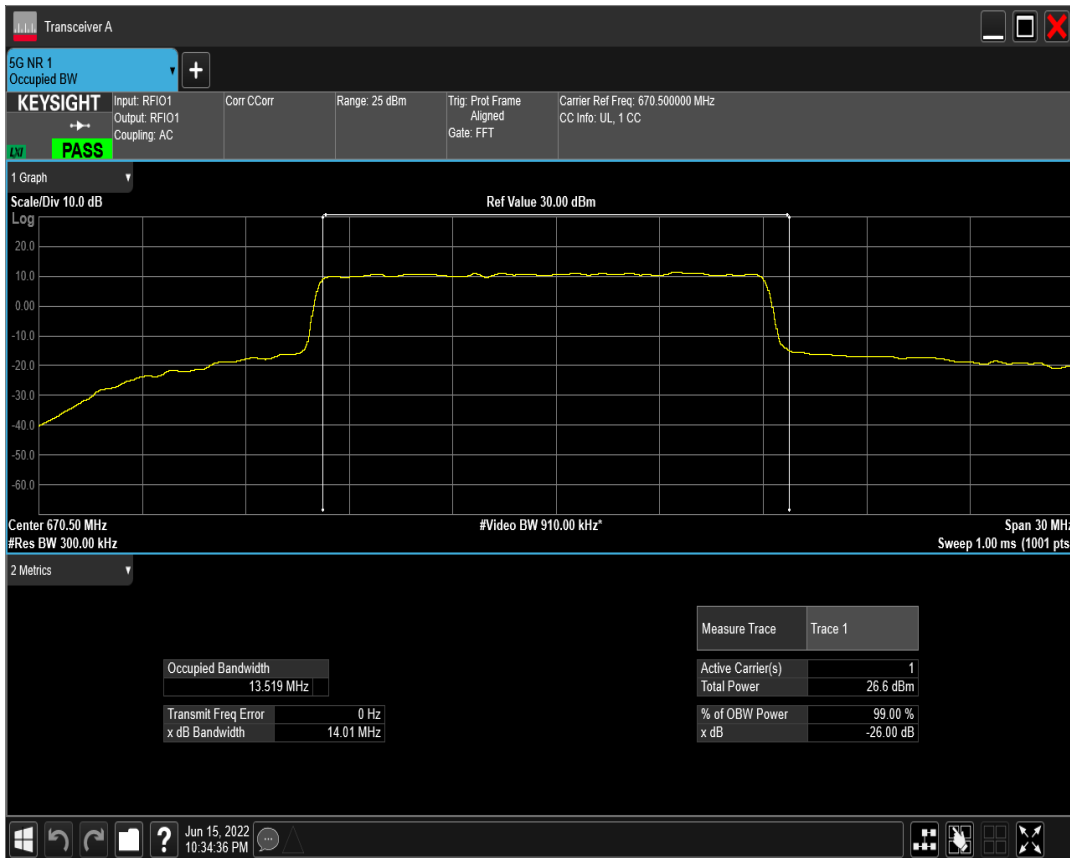 Transceiver A
5G NR 1
Occupied BW
+
KEYSIGHT
LXI
PASS
Input: RFIO1
Output: RFIO1
Coupling: AC
Corr CCorr
Range: 25 dBm
Trig: Prot Frame
Aligned
Gate: FFT
Carrier Ref Freq: 670.500000 MHz
CC Info: UL, 1 CC
1 Graph
Scale/Div 10.0 dB
Ref Value 30.00 dBm
Log
20.0
10.0
0.00
-10.0
-20.0
-30.0
-40.0
-50.0
-60.0
Center 670.50 MHz
#Video BW 910.00 kHz*
Span 30 MHz
#Res BW 300.00 kHz
Sweep 1.00 ms (1001 pts
2 Metrics
Measure Trace Trace 1
Occupied Bandwidth
13.519 MHz
Active Carrier(s) 1
Total Power 26.6 dBm
Transmit Freq Error 0 Hz
x dB Bandwidth 14.01 MHz
% of OBW Power 99.00 %
x dB -26.00 dB
?
Jun 15, 2022
10:34:36 PM